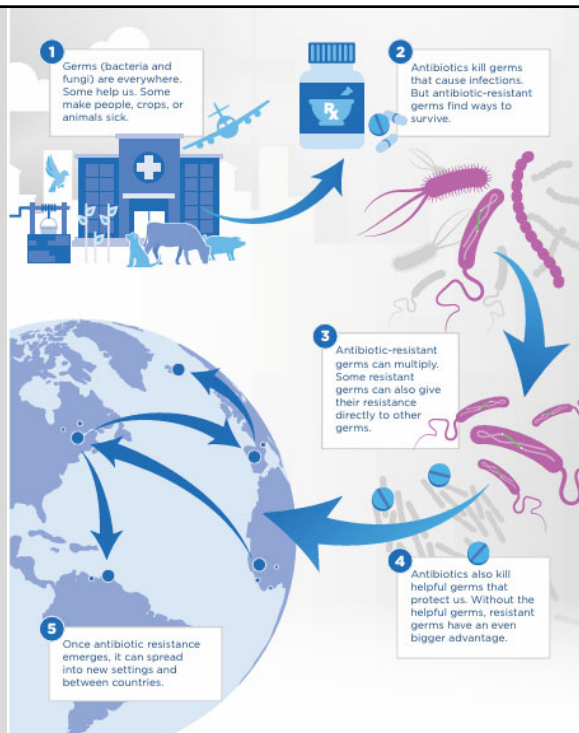 1
Germs (bacteria and
fungi) are everywhere.
Some help us. Some
make people, crops, or
animals sick.
2
Antibiotics kill germs
that cause infections.
But antibiotic-resistant
germs find ways to
survive.
Rx
3
Antibiotic-resistant
germs can multiply.
Some resistant
germs can also give
their resistance
directly to other
germs.
4
Antibiotics also kill
helpful germs that
protect us. Without the
helpful germs, resistant
germs have an even
bigger advantage.
5
Once antibiotic resistance
emerges, it can spread
into new settings and
between countries.